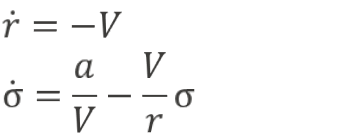 ṙ = −V
σ̇ = a/V − V/r σ